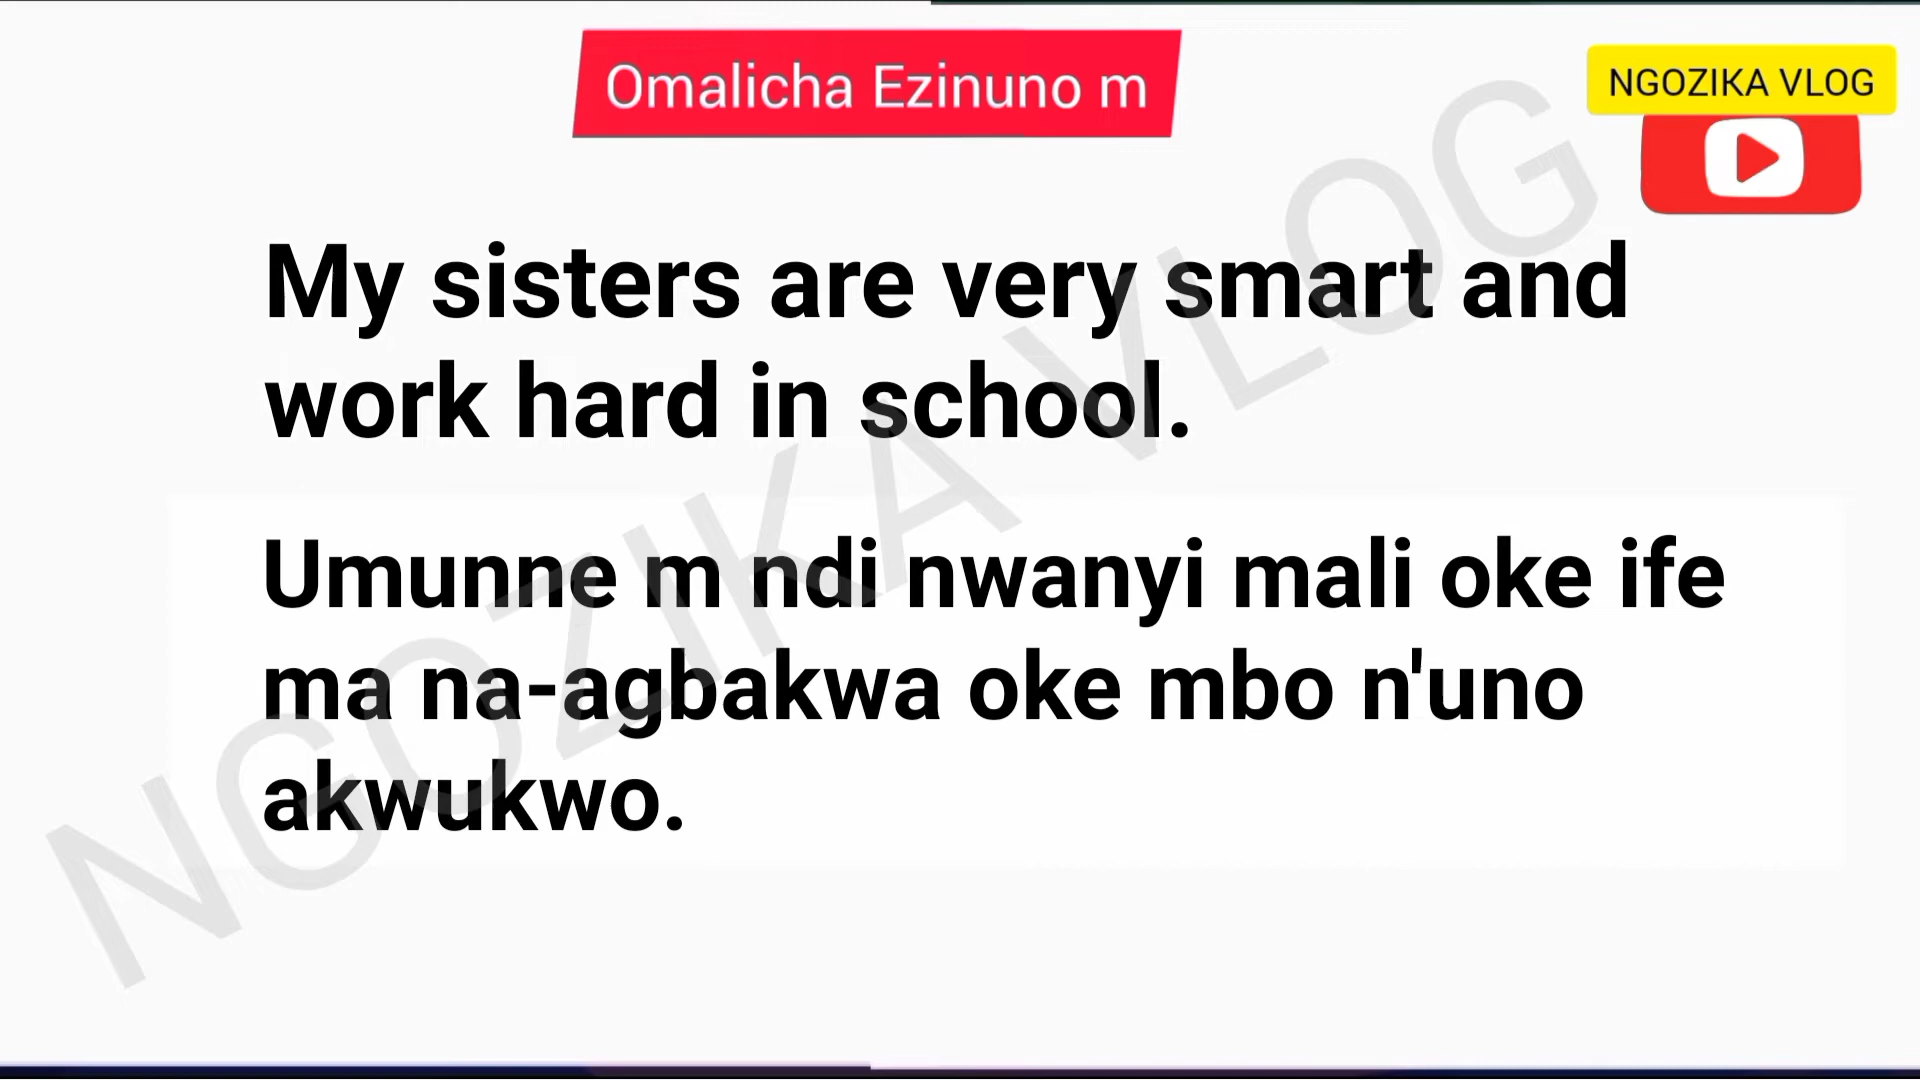 Omalicha Ezinuno m
NGOZIKA VLOG
My sisters are very smart and
work hard in school.
Umunne m ndi nwanyi mali oke ife
ma na-agbakwa oke mbo n'uno
akwukwo.
NGOZIKA VLOG